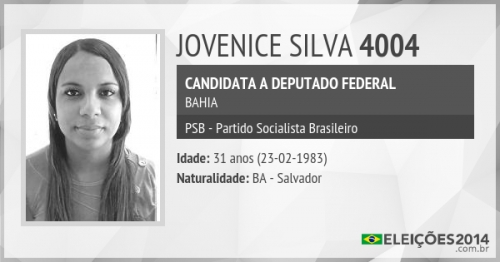 JOVENICE SILVA 4004
CANDIDATA A DEPUTADO FEDERAL
BAHIA
PSB - Partido Socialista Brasileiro
Idade: 31 anos (23-02-1983)
Naturalidade: BA - Salvador
ELEIÇÕES2014
.com.br